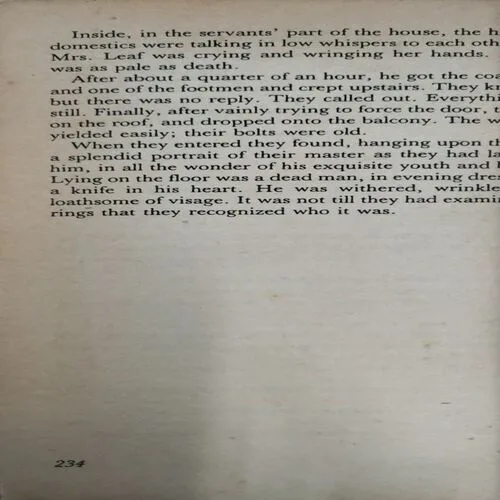 Inside, in the servants' part of the house, the h
domestics were talking in low whispers to each oth
Mrs. Leaf was crying and wringing her hands.
was as pale as death.
After about a quarter of an hour, he got the coa
and one of the footmen and crept upstairs. They kn
but there was no reply. They called out. Everythi
still. Finally, after vainly trying to force the door, t
on the roof, and dropped onto the balcony. The w
yielded easily; their bolts were old.
When they entered they found, hanging upon th
a splendid portrait of their master as they had la
him, in all the wonder of his exquisite youth and
Lying on the floor was a dead man, in evening dre
a knife in his heart. He was withered, wrinkle
loathsome of visage. It was not till they had exami
rings that they recognized who it was.
234